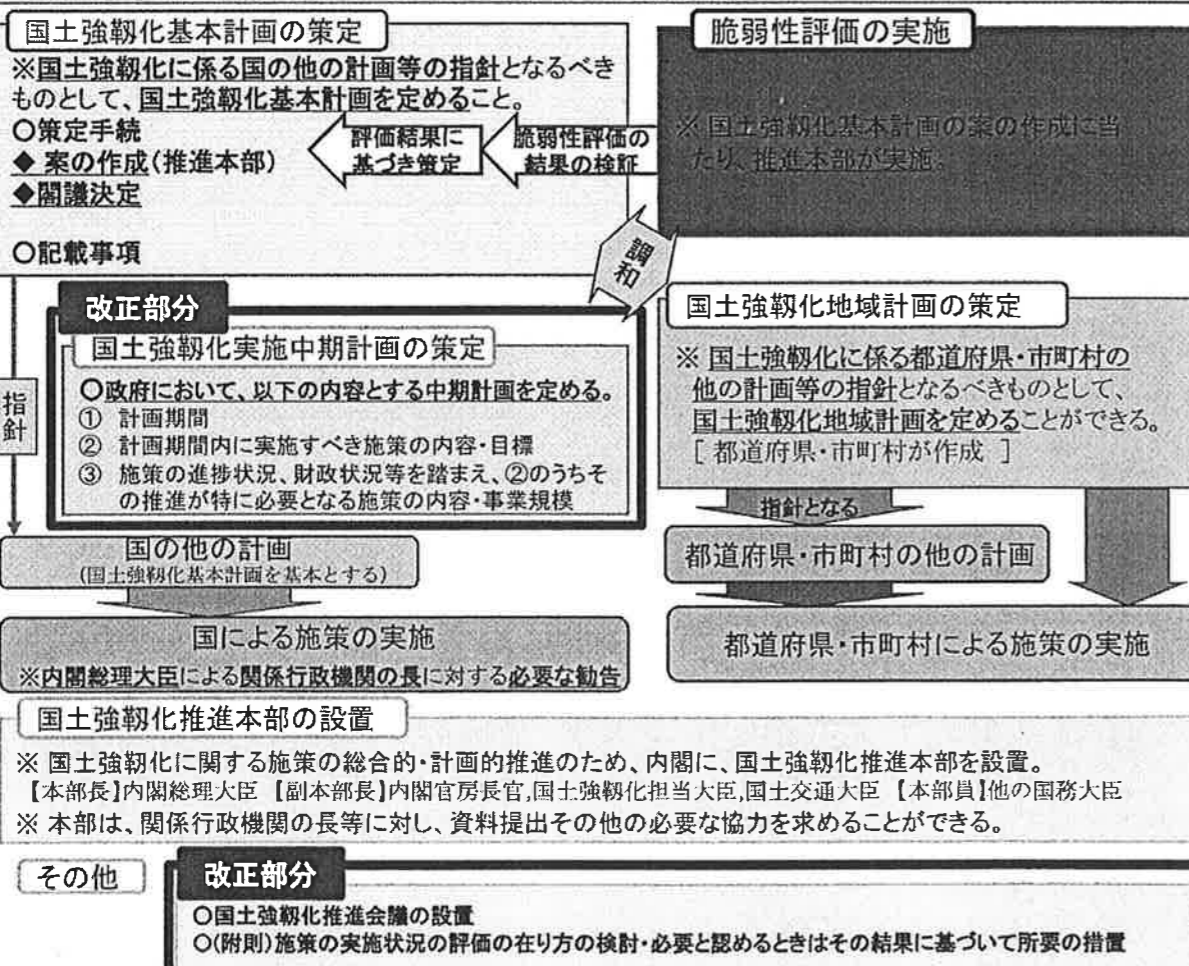 国土強靱化基本計画の策定
※国土強靱化に係る国の他の計画等の指針となるべき
ものとして、国土強靱化基本計画を定めること。
○策定手続
◆ 案の作成(推進本部)
◆閣議決定
○記載事項
評価結果に
基づき策定
脆弱性評価の
結果の検証
脆弱性評価の実施
※ 国土強靱化基本計画の案の作成に当
たり、推進本部が実施。
調和
指針
改正部分
国土強靱化実施中期計画の策定
○政府において、以下の内容とする中期計画を定める。
① 計画期間
② 計画期間内に実施すべき施策の内容・目標
③ 施策の進捗状況、財政状況等を踏まえ、②のうちそ
の推進が特に必要となる施策の内容・事業規模
国土強靱化地域計画の策定
※ 国土強靱化に係る都道府県・市町村の
他の計画等の指針となるべきものとして、
国土強靱化地域計画を定めることができる。
[ 都道府県・市町村が作成 ]
指針となる
国の他の計画
(国土強靱化基本計画を基本とする)
都道府県・市町村の他の計画
国による施策の実施
※内閣総理大臣による関係行政機関の長に対する必要な勧告
都道府県・市町村による施策の実施
国土強靱化推進本部の設置
※ 国土強靱化に関する施策の総合的・計画的推進のため、内閣に、国土強靱化推進本部を設置。
【本部長】内閣総理大臣 【副本部長】内閣官房長官,国土強靱化担当大臣,国土交通大臣 【本部員】他の国務大臣
※ 本部は、関係行政機関の長等に対し、資料提出その他の必要な協力を求めることができる。
その他
改正部分
○国土強靱化推進会議の設置
○(附則)施策の実施状況の評価の在り方の検討・必要と認めるときはその結果に基づいて所要の措置